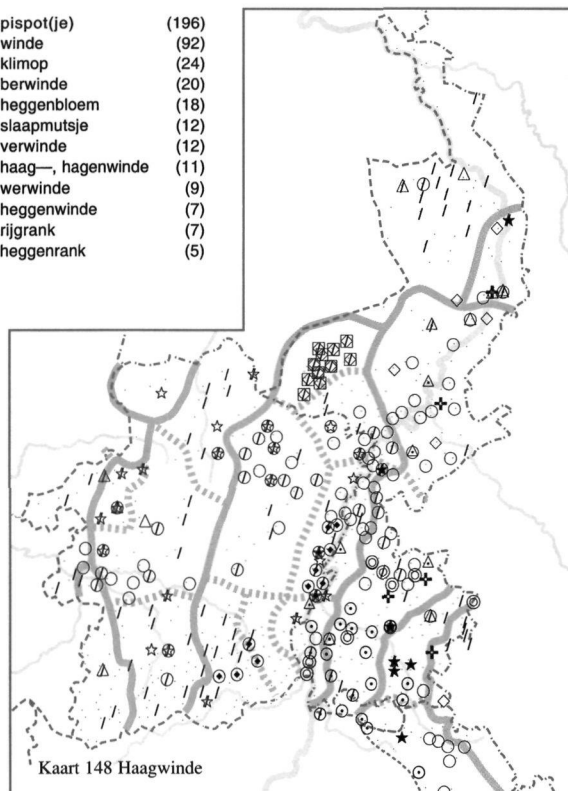 pispot(je) (196)
winde (92)
klimop (24)
berwinde (20)
heggenbloem (18)
slaapmutsje (12)
verwinde (12)
haag—, hagenwinde (11)
werwinde (9)
heggenwinde (7)
rijgrank (7)
heggenrank (5)
Kaart 148 Haagwinde